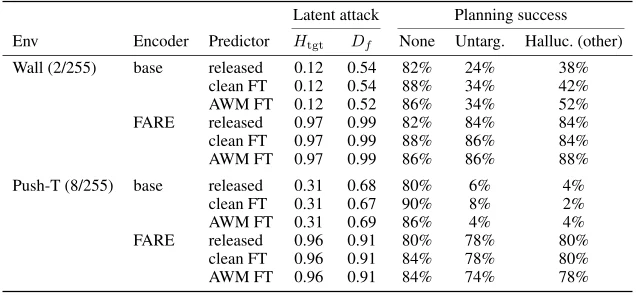 Latent attack Planning success
Env Encoder Predictor H_tgt D_f None Untarg. Halluc. (other)
Wall (2/255) base released 0.12 0.54 82% 24% 38%
clean FT 0.12 0.54 88% 34% 42%
AWM FT 0.12 0.52 86% 34% 52%
FARE released 0.97 0.99 82% 84% 84%
clean FT 0.97 0.99 88% 86% 84%
AWM FT 0.97 0.99 86% 86% 88%
Push-T (8/255) base released 0.31 0.68 80% 6% 4%
clean FT 0.31 0.67 90% 8% 2%
AWM FT 0.31 0.69 86% 4% 4%
FARE released 0.96 0.91 80% 78% 80%
clean FT 0.96 0.91 84% 78% 80%
AWM FT 0.96 0.91 84% 74% 78%